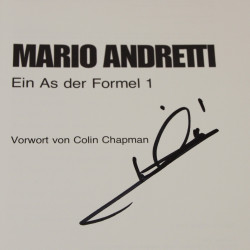 MARIO ANDRETTI
Ein As der Formel 1
Vorwort von Colin Chapman